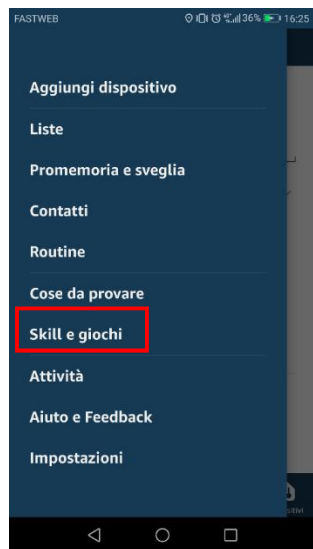 FASTWEB 36% 16:25
Aggiungi dispositivo
Liste
Promemoria e sveglia
Contatti
Routine
Cose da provare
Skill e giochi
Attività
Aiuto e Feedback
Impostazioni